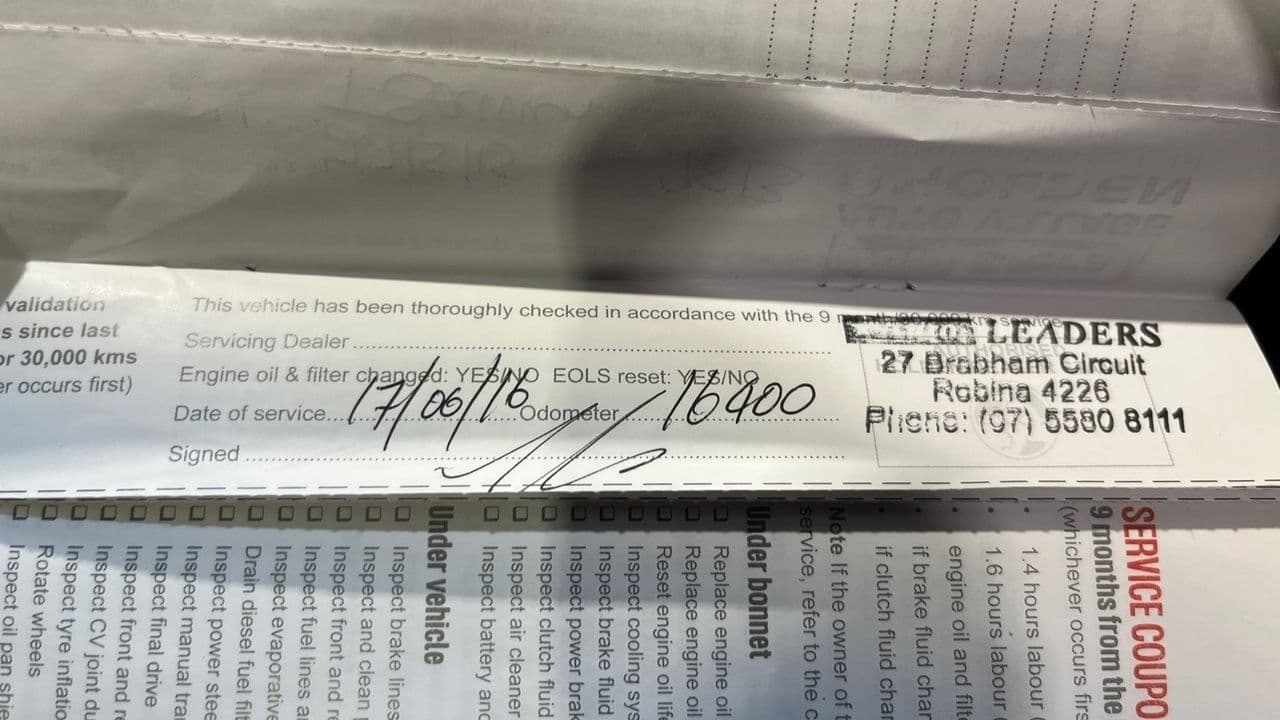 validation
s since last
or 30,000 kms
er occurs first)
This vehicle has been thoroughly checked in accordance with the 9 month/30,000 km service
Servicing Dealer
Engine oil & filter changed: YES/NO EOLS reset: YES/NO
Date of service 17/06/16 Odometer 16400
Signed
LEADERS
27 Brabham Circuit
Robina 4226
Phone: (07) 5580 8111
SERVICE COUPO
9 months from the
(whichever occurs firs
• 1.4 hours labour (
• 1.6 hours labour (
engine oil and filte
• if brake fluid chan
• if clutch fluid chan
Note If the owner of t
service, refer to the c
Under bonnet
Replace engine oil
Replace engine oil
Reset engine oil life
Inspect cooling sys
Inspect brake fluid
Inspect power brak
Inspect clutch fluid
Inspect air cleaner
Inspect battery and
Under vehicle
Inspect brake lines
Inspect and clean
Inspect front and r
Inspect fuel lines a
Inspect evaporative
Drain diesel fuel filt
Inspect power stee
Inspect manual tra
Inspect final drive
Inspect front and r
Inspect CV joint du
Inspect tyre inflatio
Rotate wheels
Inspect oil pan shie